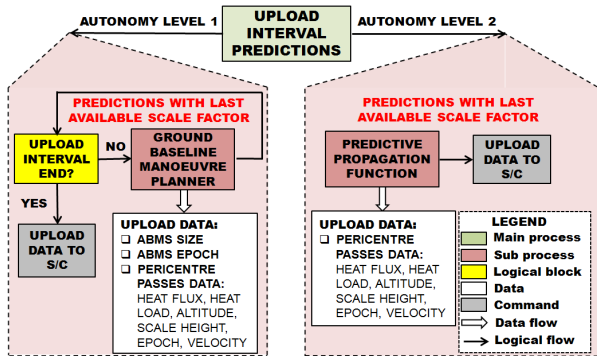 AUTONOMY LEVEL 1
UPLOAD
INTERVAL
PREDICTIONS
AUTONOMY LEVEL 2
PREDICTIONS WITH LAST
AVAILABLE SCALE FACTOR
UPLOAD
INTERVAL
END?
NO
GROUND
BASELINE
MANOEUVRE
PLANNER
YES
UPLOAD
DATA TO
S/C
UPLOAD DATA:
❑ ABMS SIZE
❑ ABMS EPOCH
❑ PERICENTRE
PASSES DATA:
HEAT FLUX, HEAT
LOAD, ALTITUDE,
SCALE HEIGHT,
EPOCH, VELOCITY
PREDICTIONS WITH LAST
AVAILABLE SCALE FACTOR
PREDICTIVE
PROPAGATION
FUNCTION
UPLOAD
DATA TO
S/C
UPLOAD DATA:
❑ PERICENTRE
PASSES DATA:
HEAT FLUX, HEAT
LOAD, ALTITUDE,
SCALE HEIGHT,
EPOCH, VELOCITY
LEGEND
Main process
Sub process
Logical block
Data
Command
Data flow
Logical flow